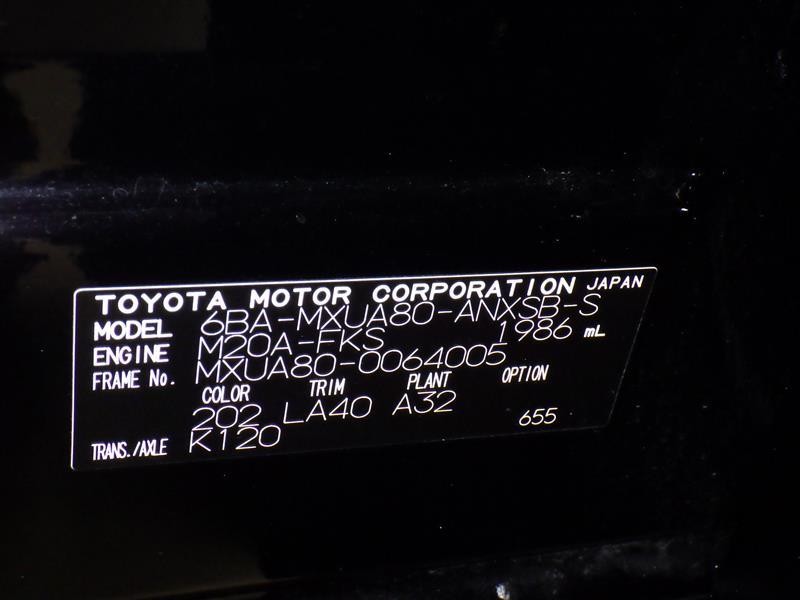 TOYOTA MOTOR CORPORATION JAPAN
MODEL 6BA-MXUA80-ANXSB-S
ENGINE M20A-FKS 1986 mL
FRAME No. MXUA80-0064005
COLOR TRIM PLANT OPTION
202 LA40 A32 655
TRANS./AXLE K120